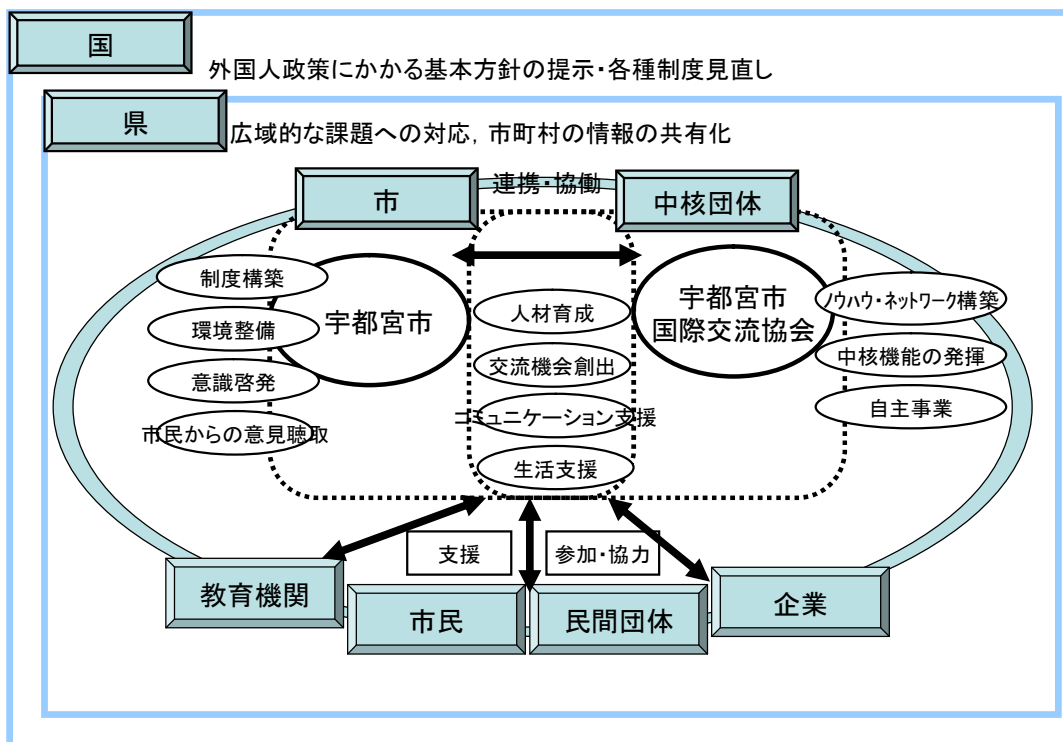 国
外国人政策にかかる基本方針の提示・各種制度見直し
県
広域的な課題への対応，市町村の情報の共有化
市
連携・協働
中核団体
制度構築
環境整備
意識啓発
市民からの意見聴取
宇都宮市
人材育成
交流機会創出
コミュニケーション支援
生活支援
宇都宮市
国際交流協会
ノウハウ・ネットワーク構築
中核機能の発揮
自主事業
支援
参加・協力
教育機関
市民
民間団体
企業